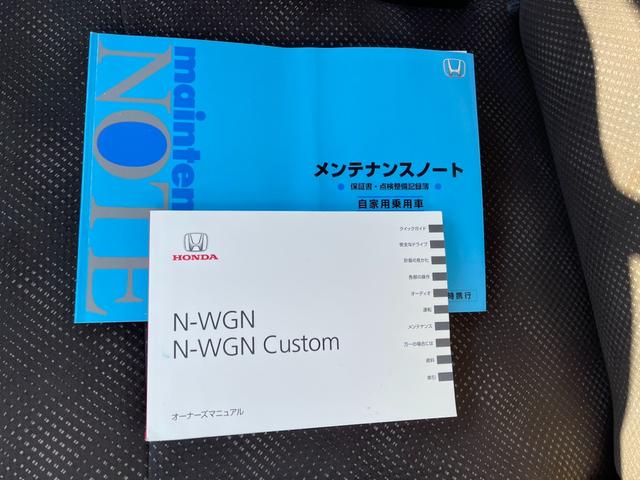 mainten
NOTE
メンテナンスノート
● 保証書・点検整備記録簿 ●
自家用乗用車
時携行
HONDA
N-WGN
N-WGN Custom
オーナーズマニュアル
クイックガイド
安全なドライブ
計器の見かた
各部の操作
オーディオ
運転
メンテナンス
万一の場合には
資料
索引